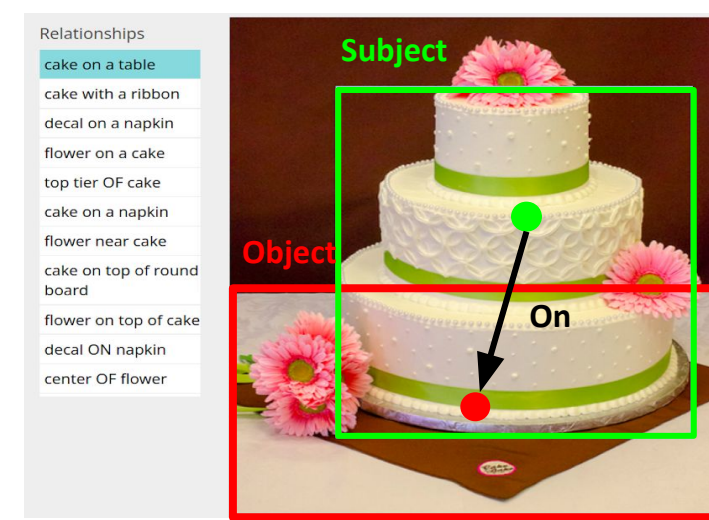 Relationships
cake on a table
cake with a ribbon
decal on a napkin
flower on a cake
top tier OF cake
cake on a napkin
flower near cake
cake on top of round
board
flower on top of cake
decal ON napkin
center OF flower
Subject
Object
On